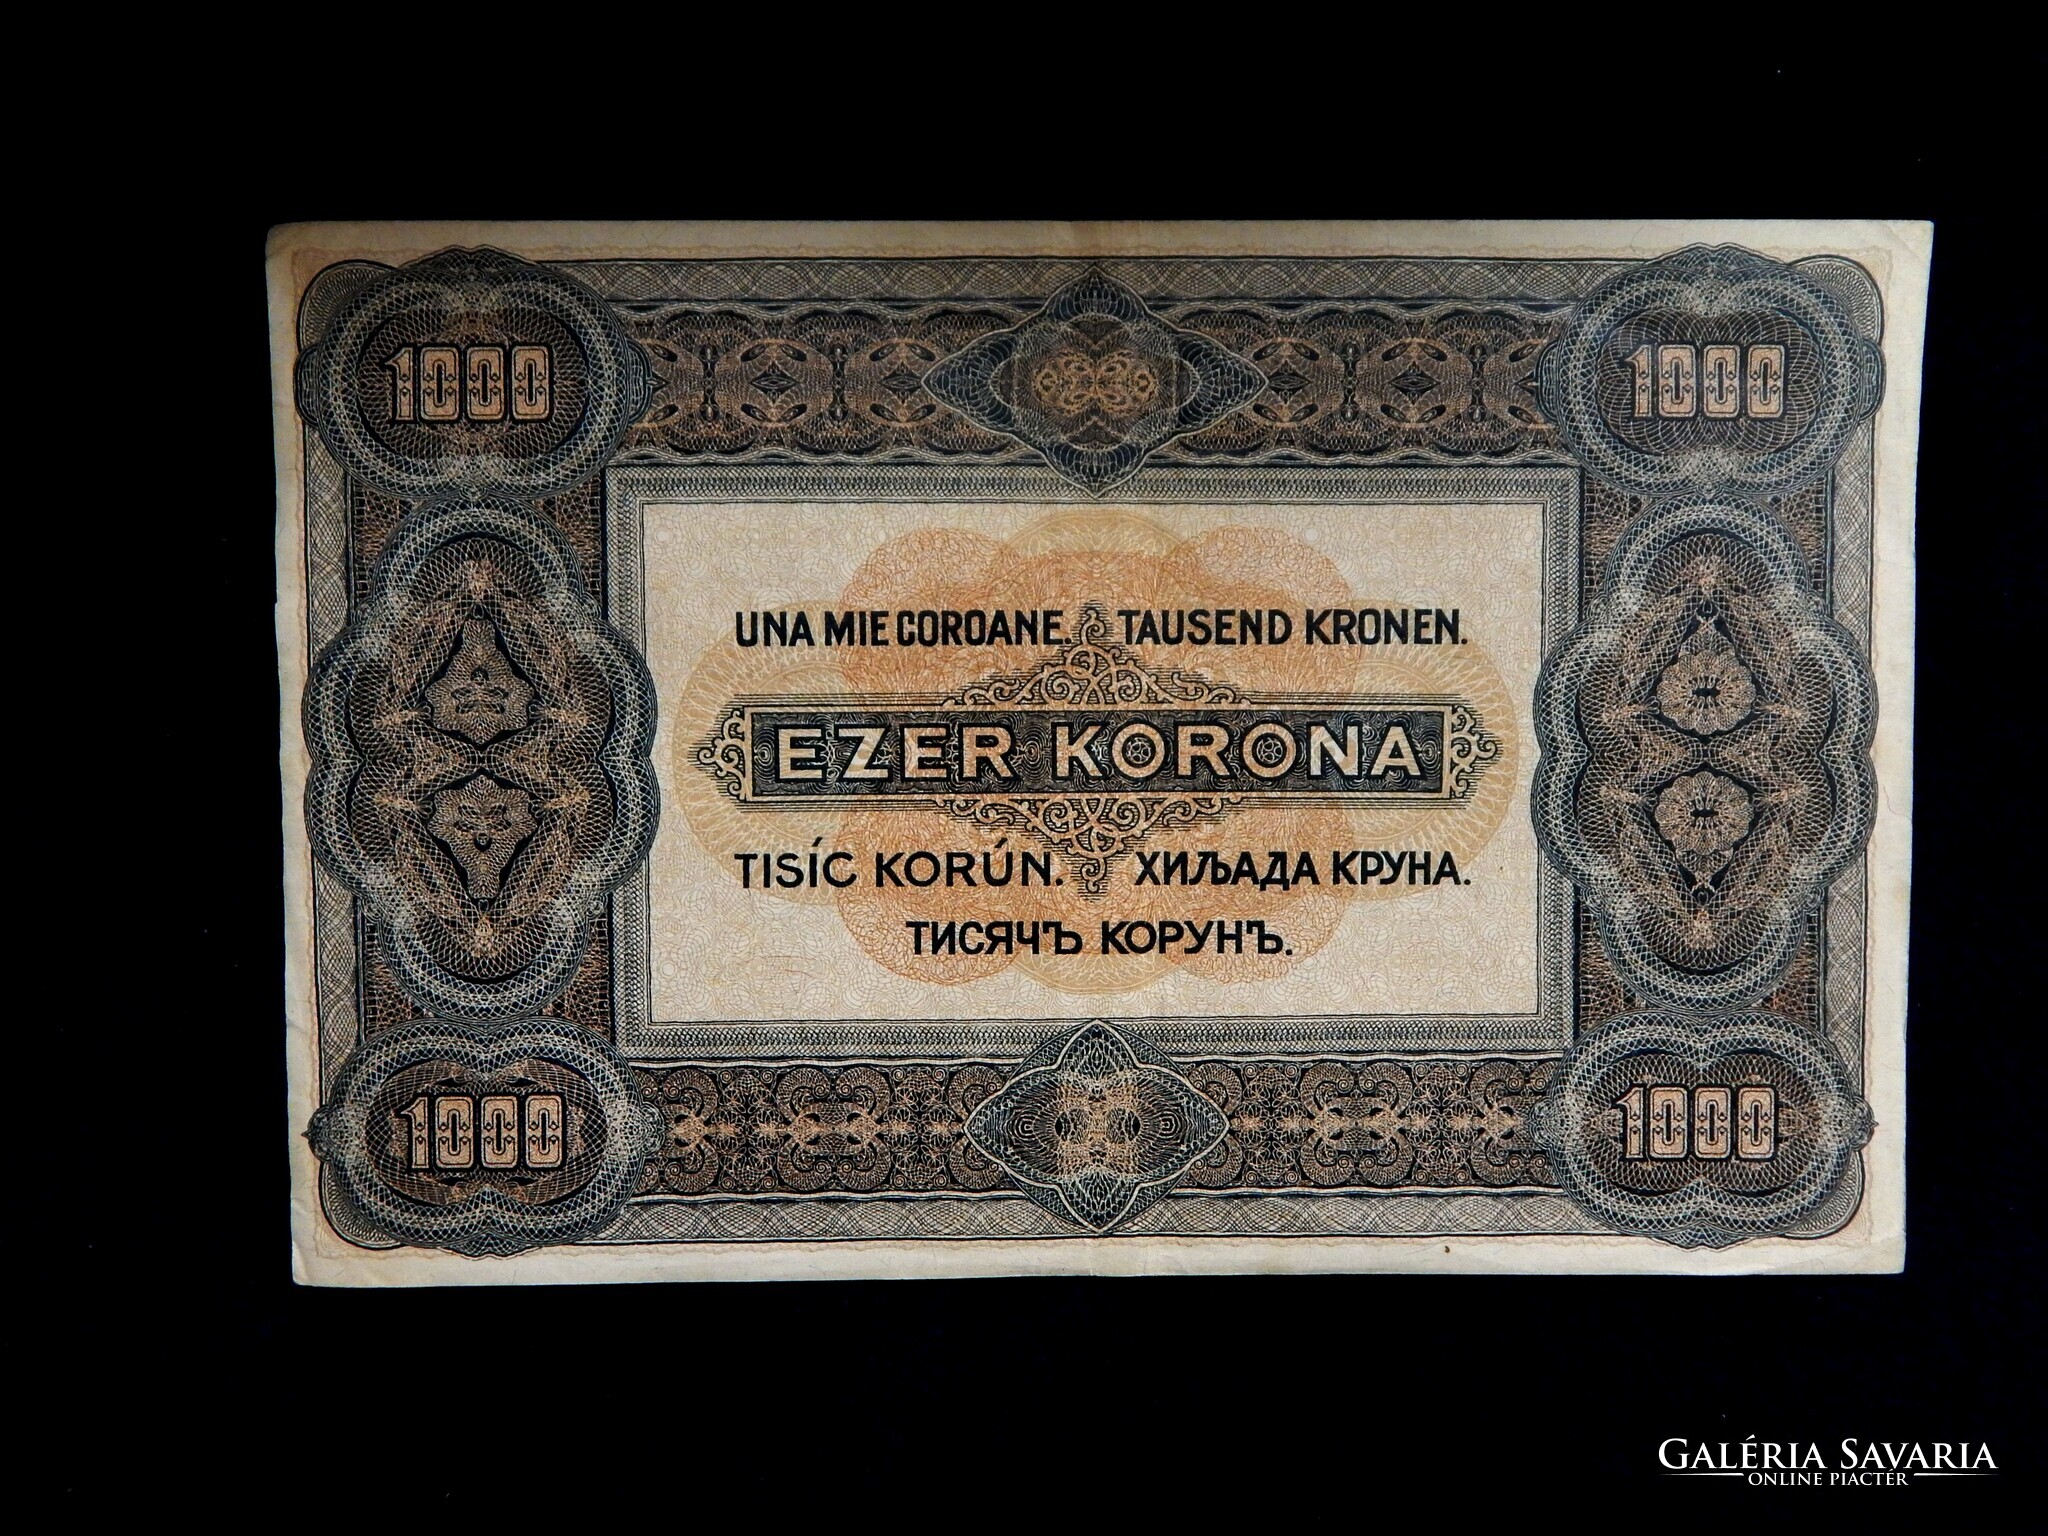 1000 1000
UNA MIE COROANE. TAUSEND KRONEN.
EZER KORONA
TISÍC KORÚN. ХИЉАДА КРУНА.
ТИСЯЧЪ КОРУНЪ.
1000 1000
GALÉRIA SAVARIA
ONLINE PIACTÉR